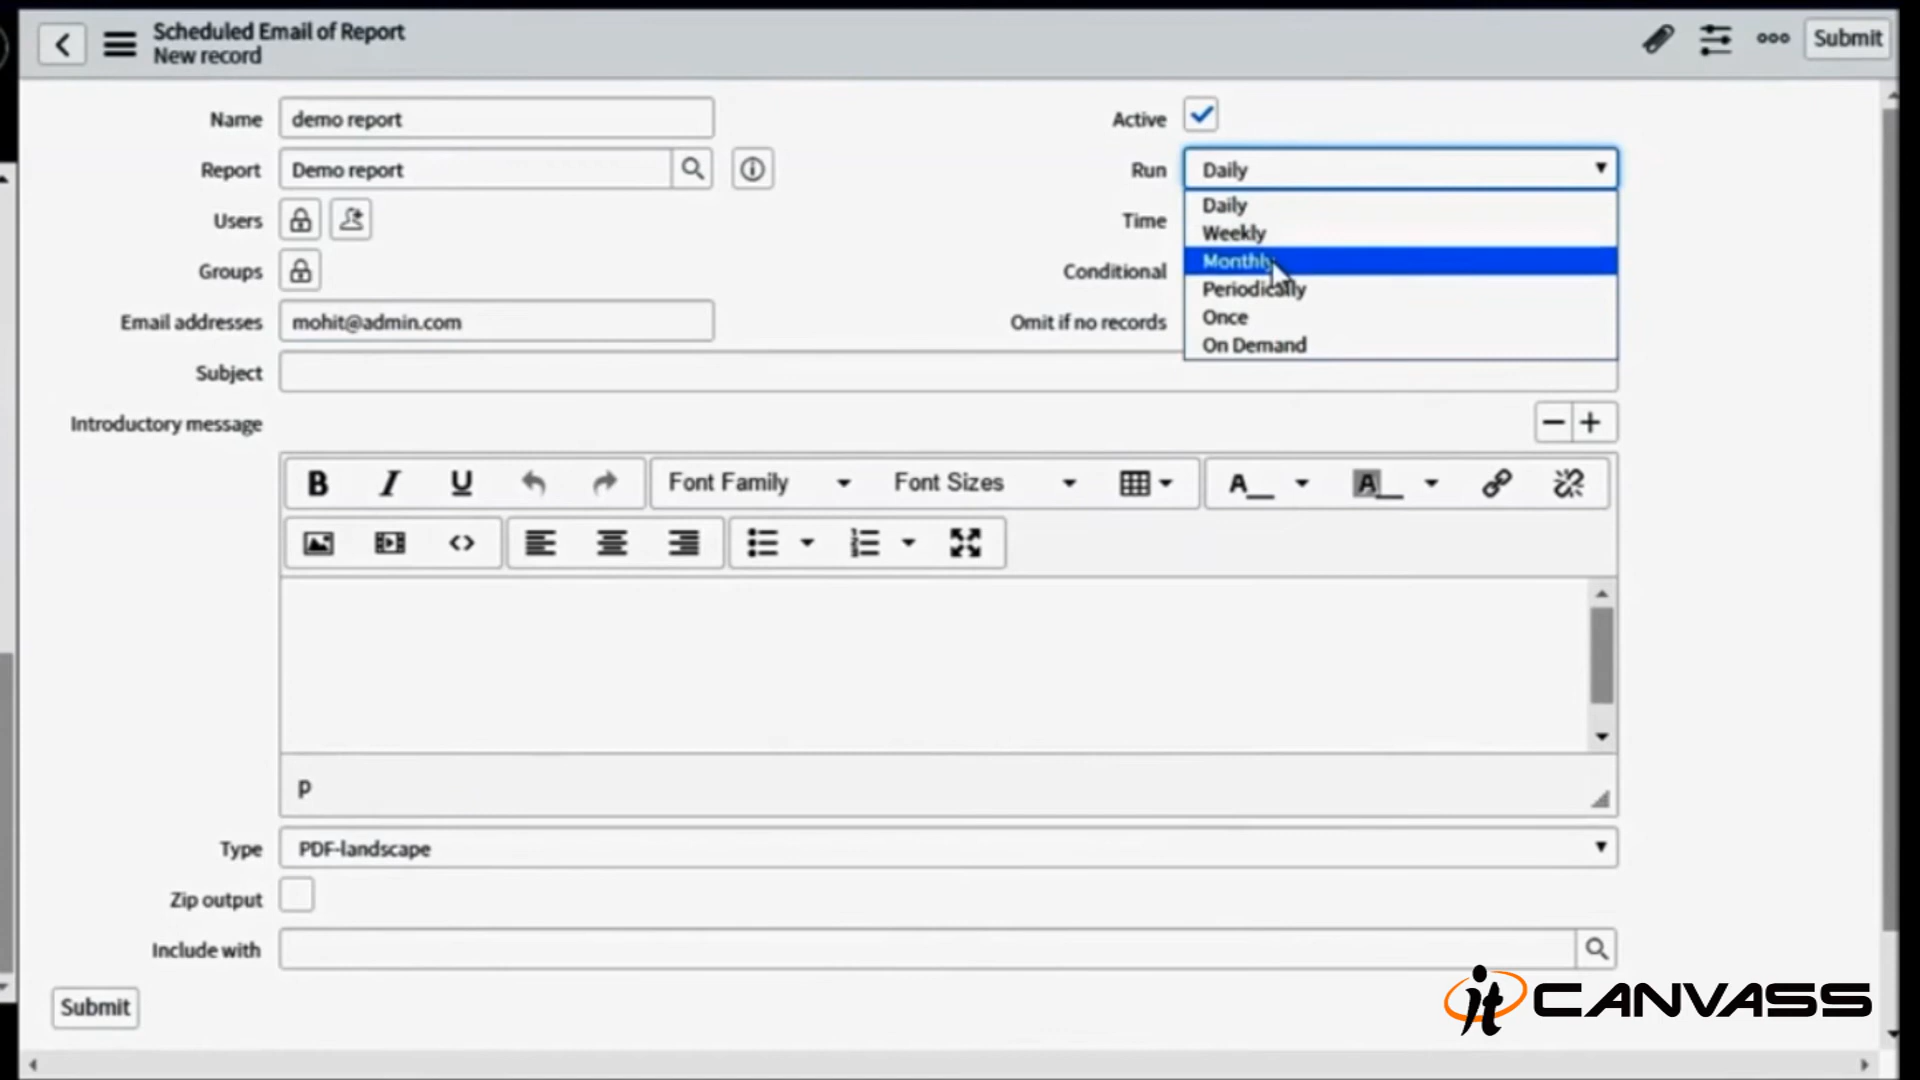 Scheduled Email of Report
New record
Submit
Name demo report
Active
Report Demo report
Run Daily
Users
Time
Daily
Weekly
Groups
Conditional
Monthly
Periodically
Email addresses mohit@admin.com
Omit if no records
Once
On Demand
Subject
Introductory message
B I U Font Family Font Sizes A A
p
Type PDF-landscape
Zip output
Include with
Submit
it CANVASS